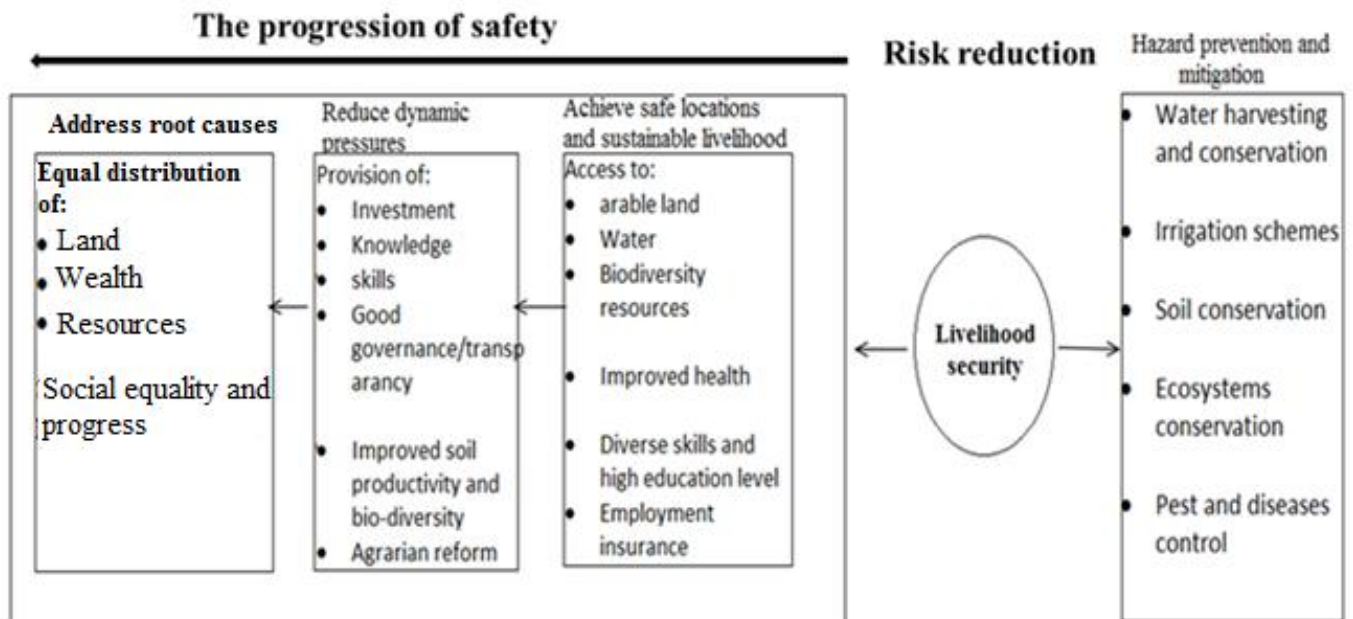 The progression of safety
Risk reduction
Hazard prevention and
mitigation
Address root causes
Equal distribution
of:
• Land
• Wealth
• Resources
Social equality and
progress
Reduce dynamic
pressures
Provision of:
• Investment
• Knowledge
• skills
• Good
governance/transp
arancy
• Improved soil
productivity and
bio-diversity
• Agrarian reform
Achieve safe locations
and sustainable livelihood
Access to:
• arable land
• Water
• Biodiversity
resources
• Improved health
• Diverse skills and
high education level
• Employment
insurance
Livelihood
security
• Water harvesting
and conservation
• Irrigation schemes
• Soil conservation
• Ecosystems
conservation
• Pest and diseases
control